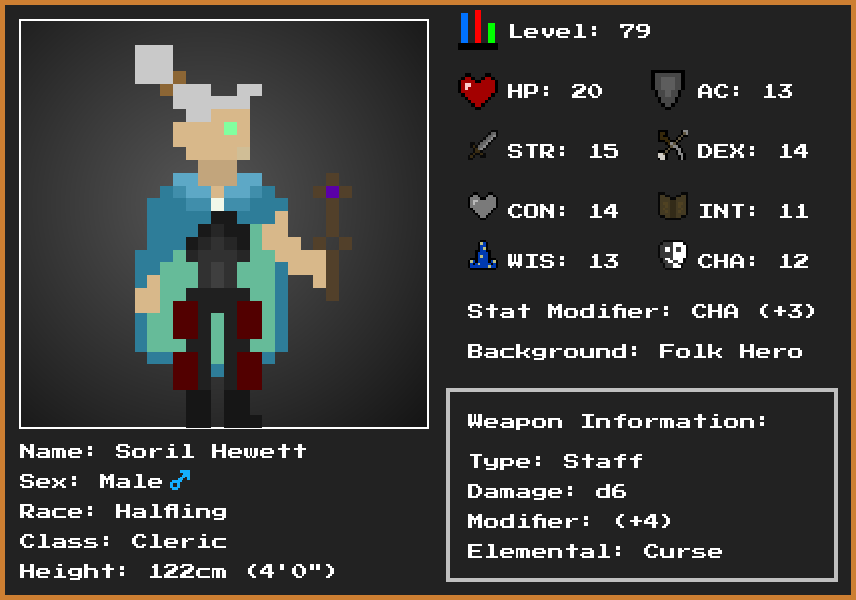 Level: 79
HP: 20
AC: 13
STR: 15
DEX: 14
CON: 14
INT: 11
WIS: 13
CHA: 12
Stat Modifier: CHA (+3)
Background: Folk Hero
Weapon Information:
Type: Staff
Damage: d6
Modifier: (+4)
Elemental: Curse
Name: Soril Hewett
Sex: Male♂
Race: Halfling
Class: Cleric
Height: 122cm (4'0")